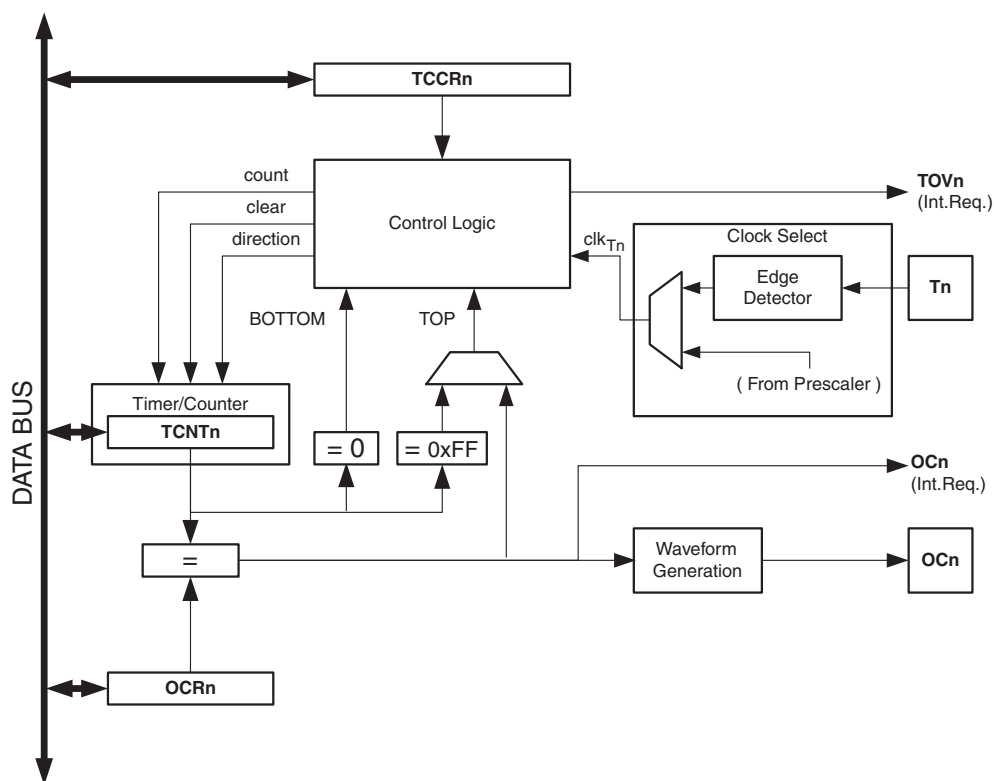 TCCRn
count
clear
direction
Control Logic
TOVn
(Int.Req.)
clkTn
Clock Select
Edge
Detector
Tn
( From Prescaler )
BOTTOM
TOP
Timer/Counter
TCNTn
= 0
= 0xFF
DATA BUS
OCn
(Int.Req.)
=
Waveform
Generation
OCn
OCRn